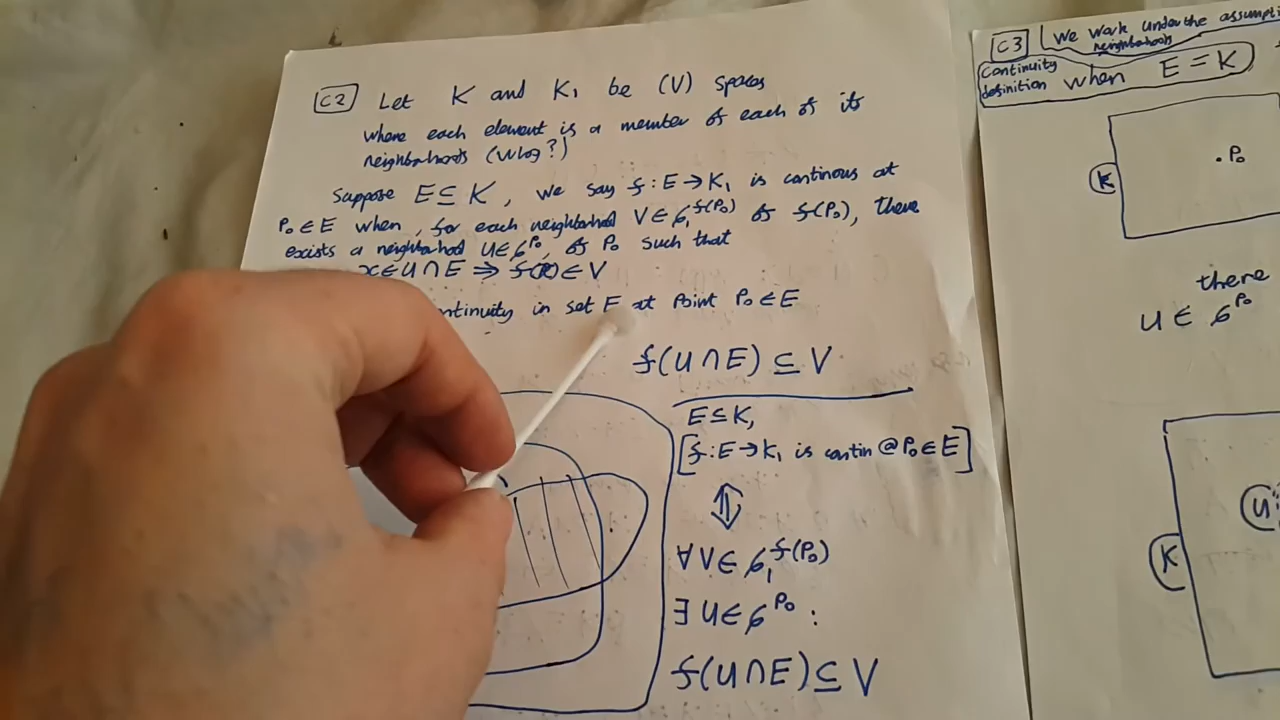 C2 Let K and K₁ be (V) spaces
where each element is a member of each of its
neighborhoods (Wlog?)
Suppose E ⊆ K, we say f : E → K₁ is continous at
P₀ ∈ E when, for each neighborhood V ∈ 𝒢₁^f(P₀) of f(P₀), there
exists a neighborhood U ∈ 𝒢^P₀, of P₀ such that
x ∈ U ∩ E ⇒ f(x) ∈ V
ntinuity in set E at Point P₀ ∈ E
f(U ∩ E) ⊆ V
E ⊆ K,
[f : E → K₁ is contin @ P₀ ∈ E]
⇕
∀ V ∈ 𝒢₁^f(P₀)
∃ U ∈ 𝒢^P₀ :
f(U ∩ E) ⊆ V
C3 We work under the assumpti
neighborhoods
Continuity
definition when E = K
P₀
K
there
U ∈ 𝒢^P₀
U
K